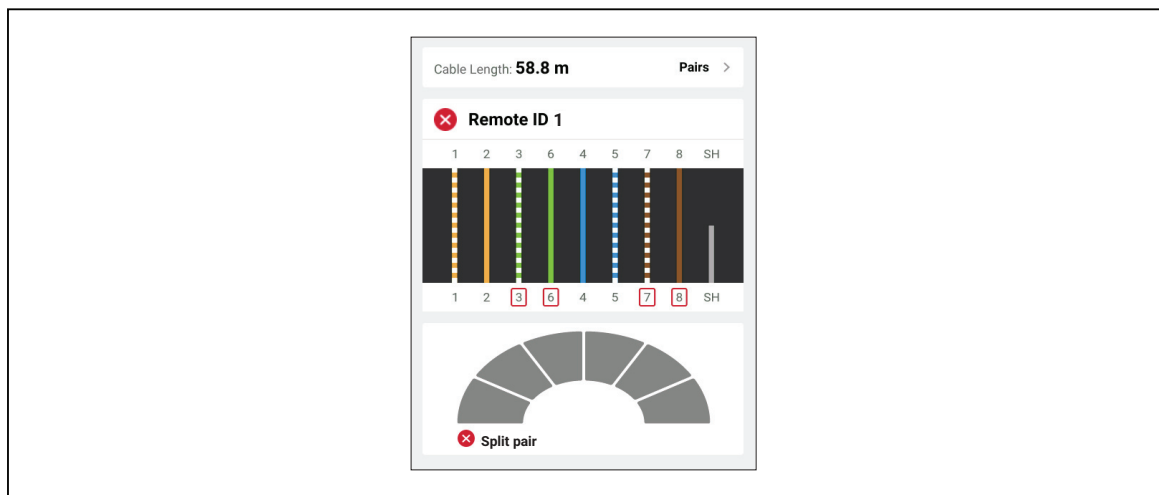 Cable Length: 58.8 m Pairs >
Remote ID 1
1 2 3 6 4 5 7 8 SH
1 2 3 6 4 5 7 8 SH
Split pair